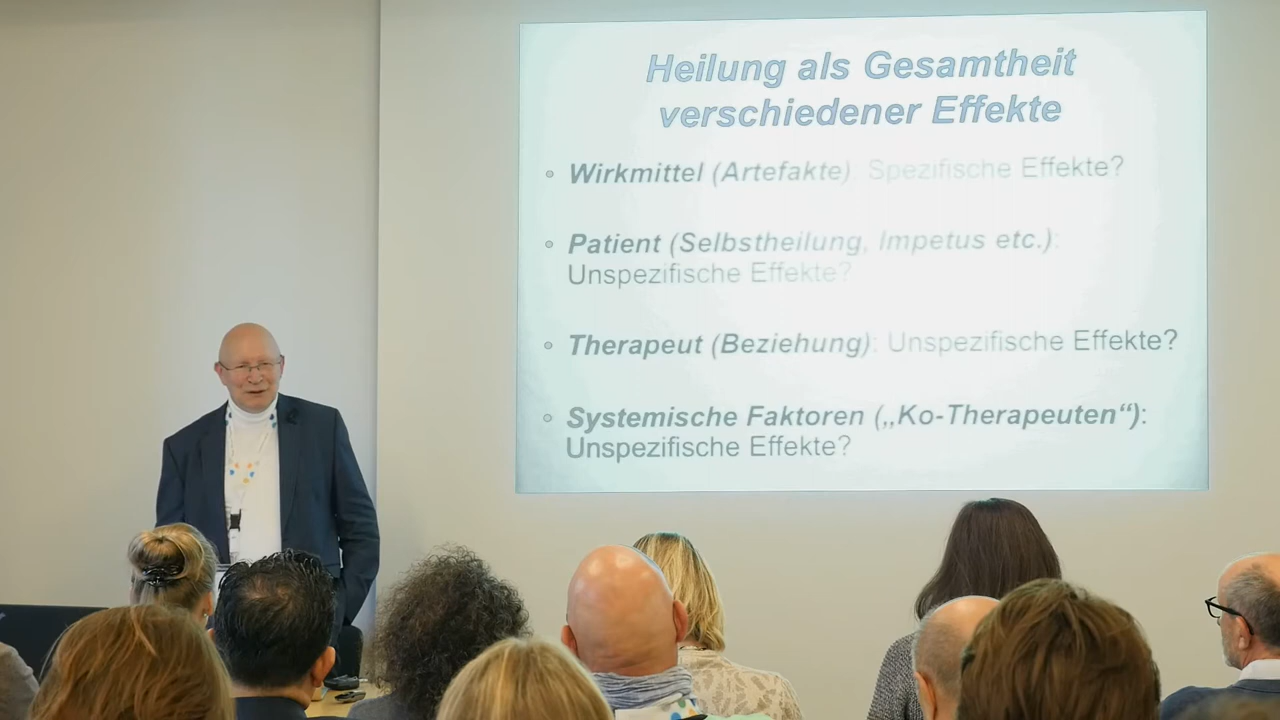 Heilung als Gesamtheit
verschiedener Effekte
Wirkmittel (Artefakte): Spezifische Effekte?
Patient (Selbstheilung, Impetus etc.):
Unspezifische Effekte?
Therapeut (Beziehung): Unspezifische Effekte?
Systemische Faktoren („Ko-Therapeuten“):
Unspezifische Effekte?